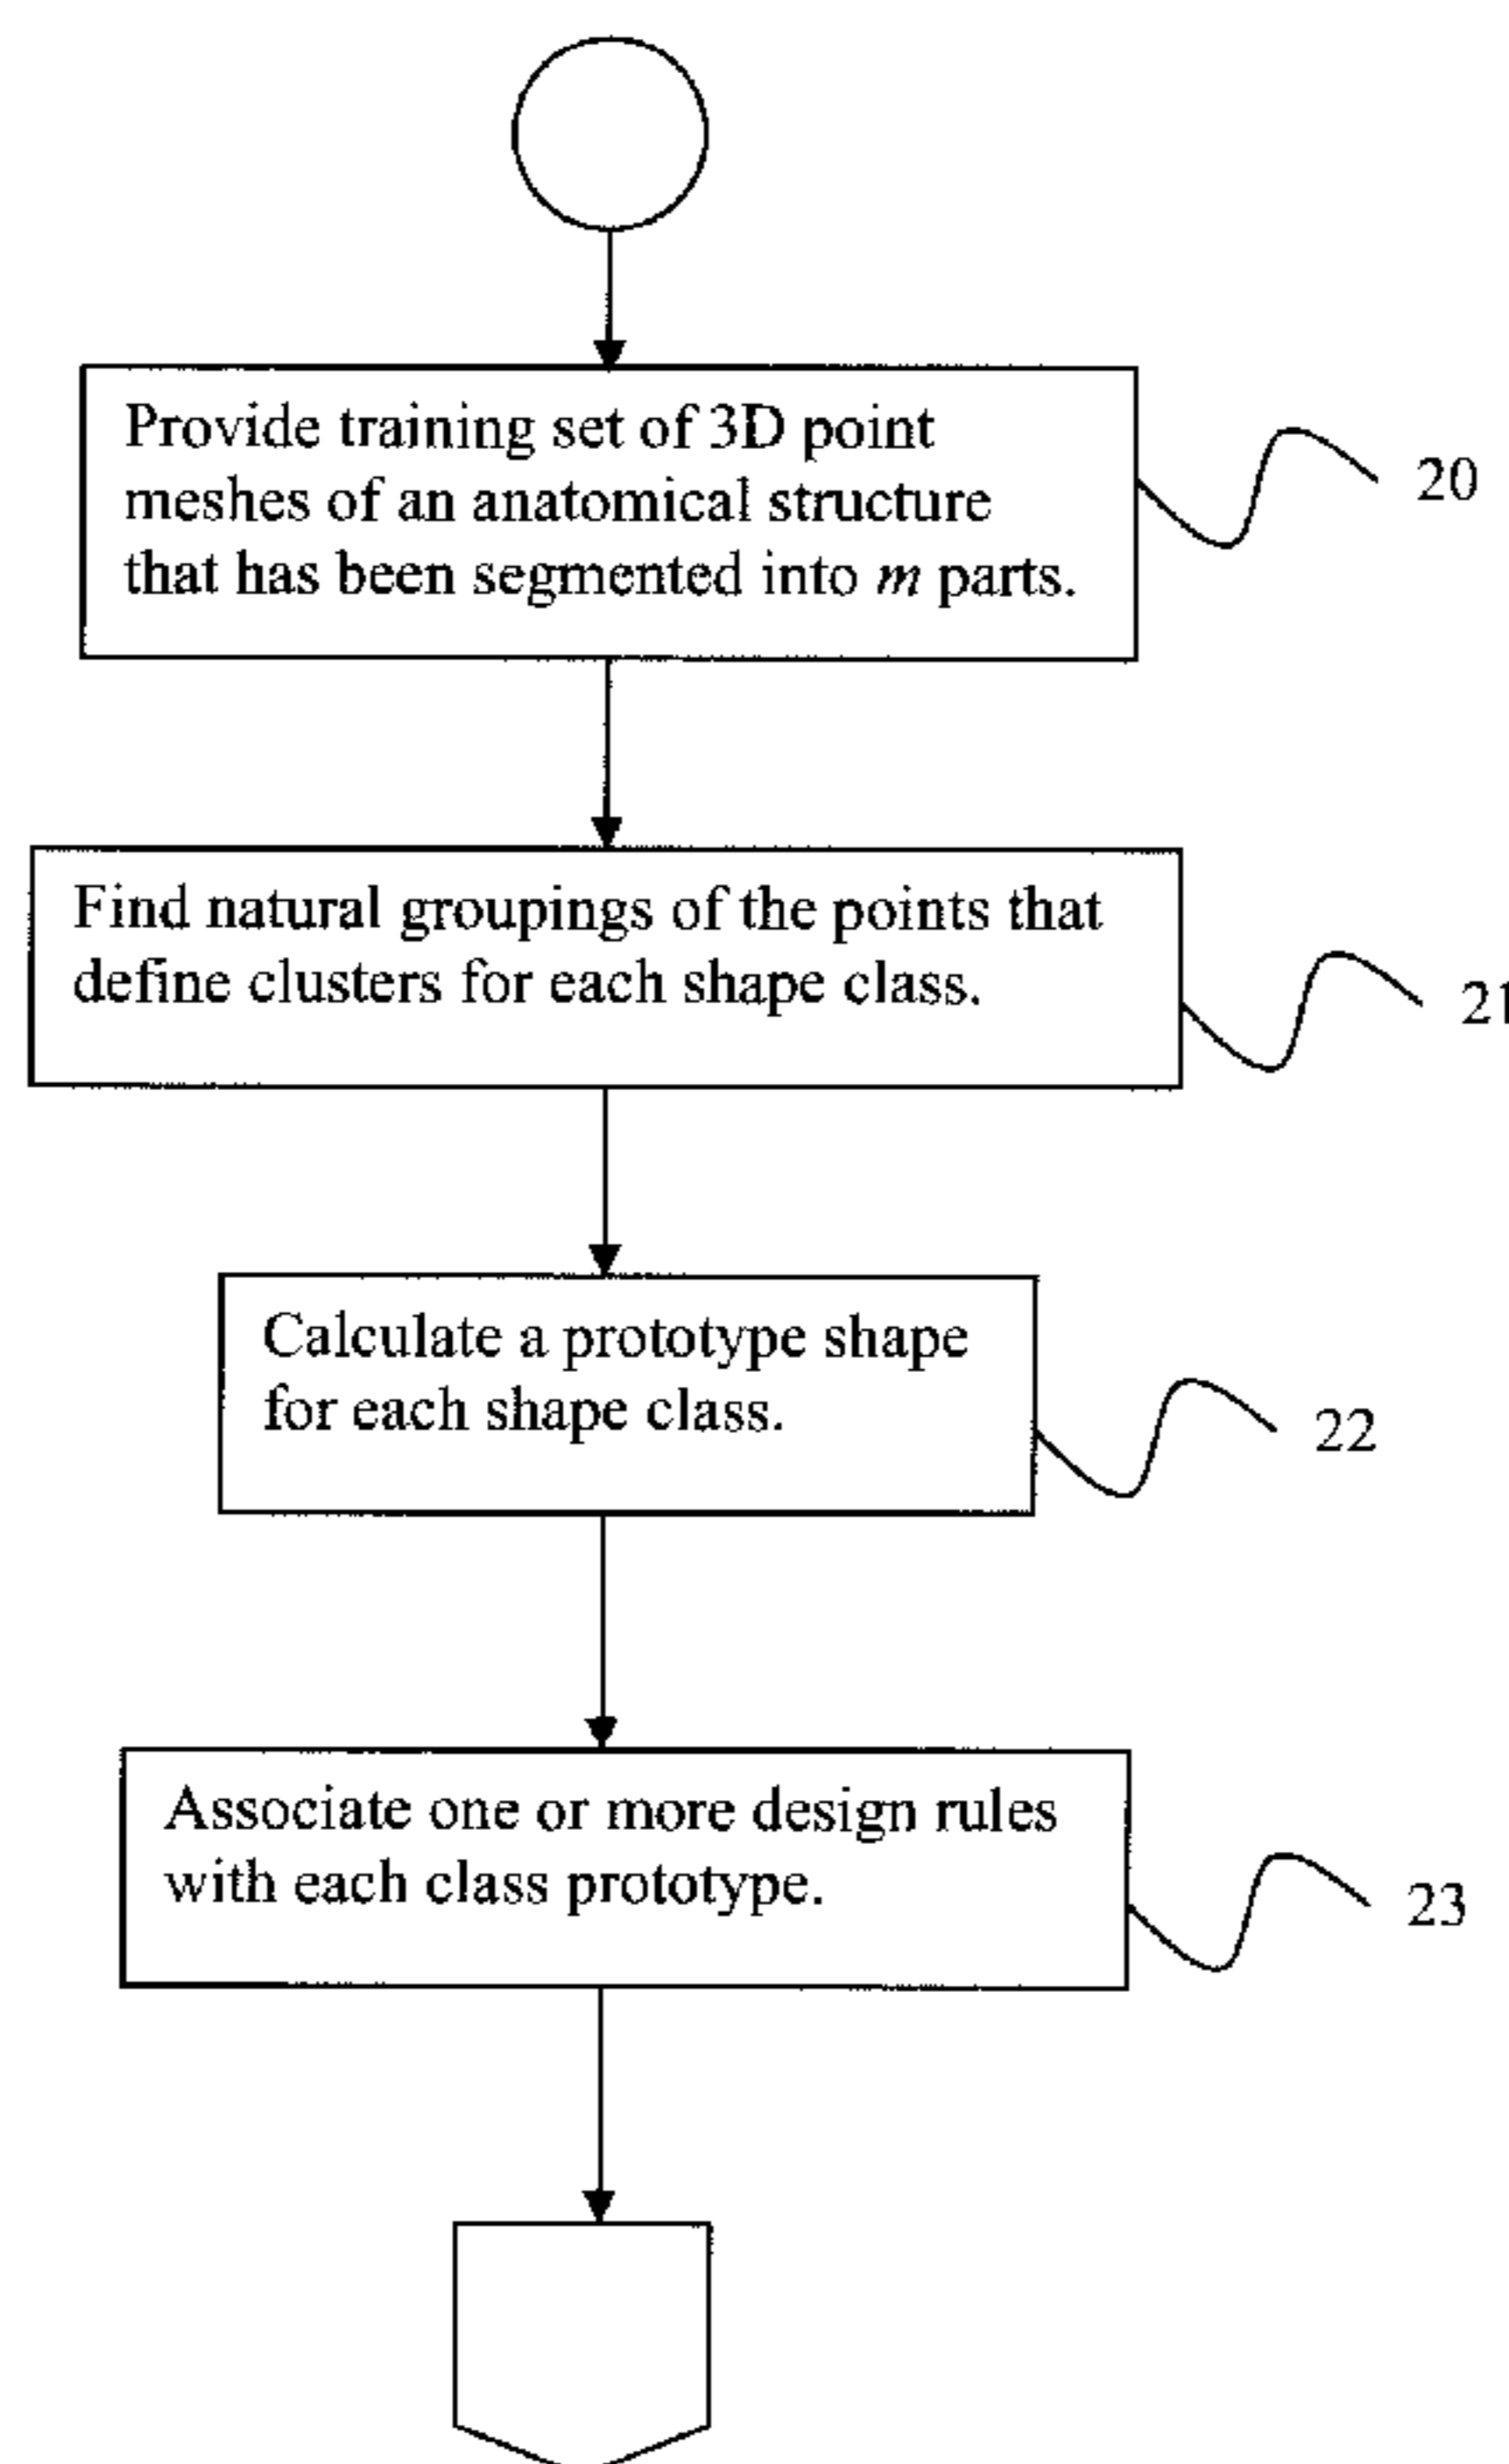 Provide training set of 3D point
meshes of an anatomical structure
that has been segmented into m parts.
20
Find natural groupings of the points that
define clusters for each shape class.
21
Calculate a prototype shape
for each shape class.
22
Associate one or more design rules
with each class prototype.
23